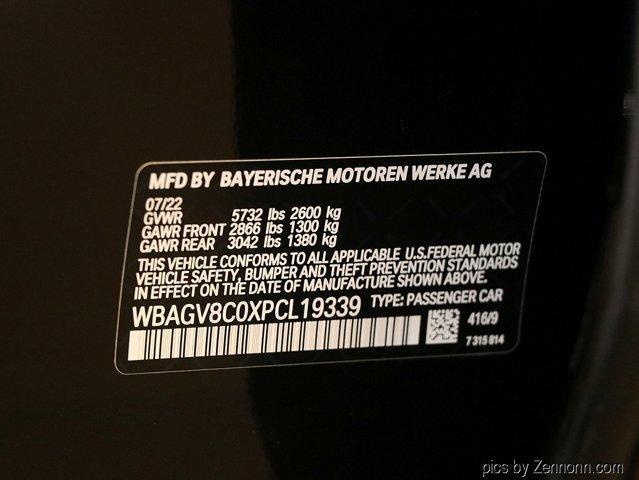 MFD BY BAYERISCHE MOTOREN WERKE AG
07/22
GVWR 5732 lbs 2600 kg
GAWR FRONT 2866 lbs 1300 kg
GAWR REAR 3042 lbs 1380 kg
THIS VEHICLE CONFORMS TO ALL APPLICABLE U.S.FEDERAL MOTOR
VEHICLE SAFETY, BUMPER AND THEFT PREVENTION STANDARDS
IN EFFECT ON THE DATE OF MANUFACTURE SHOWN ABOVE.
WBAGV8C0XPCL19339 TYPE: PASSENGER CAR
416/9
7 315 814
pics by Zennonn.com